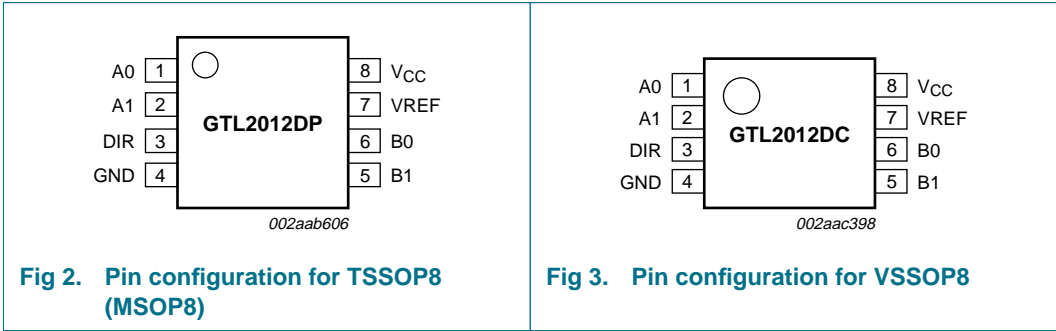 A0 1
8 VCC
A1 2
7 VREF
GTL2012DP
DIR 3
6 B0
GND 4
5 B1
002aab606
Fig 2. Pin configuration for TSSOP8
(MSOP8)
A0 1
8 VCC
A1 2
7 VREF
GTL2012DC
DIR 3
6 B0
GND 4
5 B1
002aac398
Fig 3. Pin configuration for VSSOP8